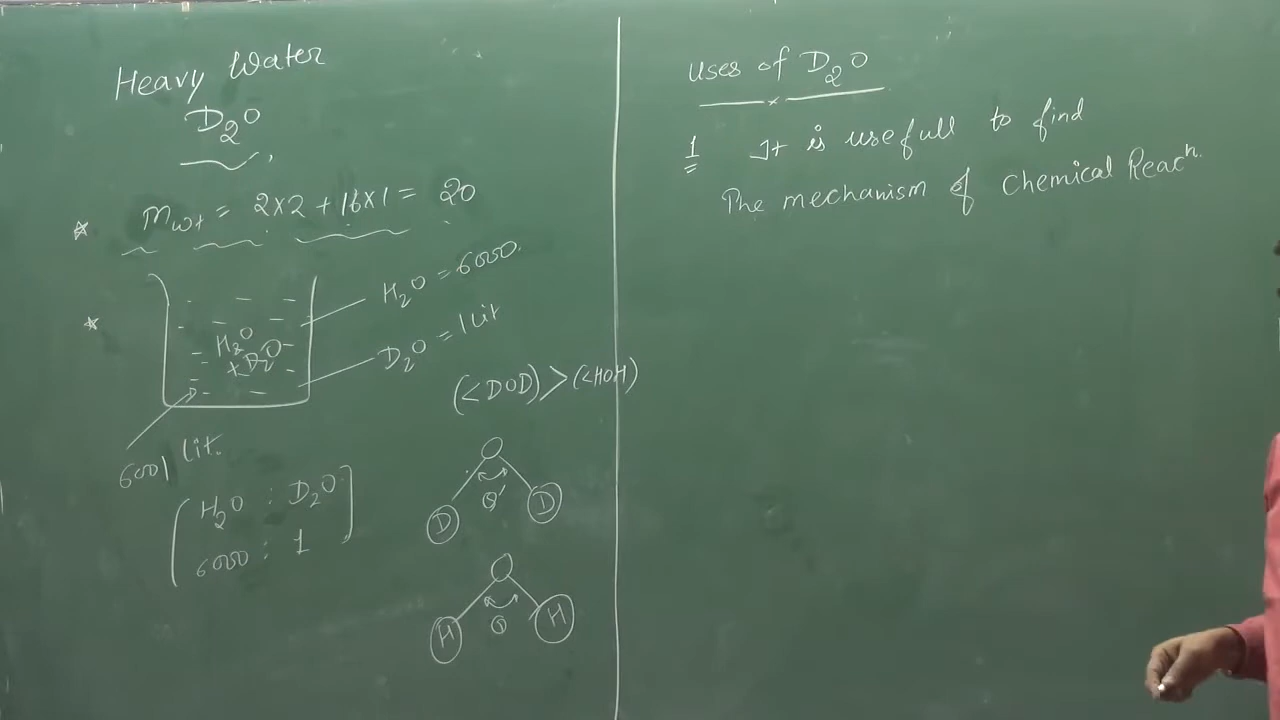 Heavy Water
D₂O
* Mwt = 2×2 + 16×1 = 20
H₂O = 6000.
* H₂O + D₂O
D₂O = 1 Lit
6001 lit.
(<DOD) > (<HOH)
H₂O : D₂O
6000 : 1
O
D θ' D
O
H θ H
Uses of D₂O
1 It is usefull to find
The mechanism of Chemical Reacn.